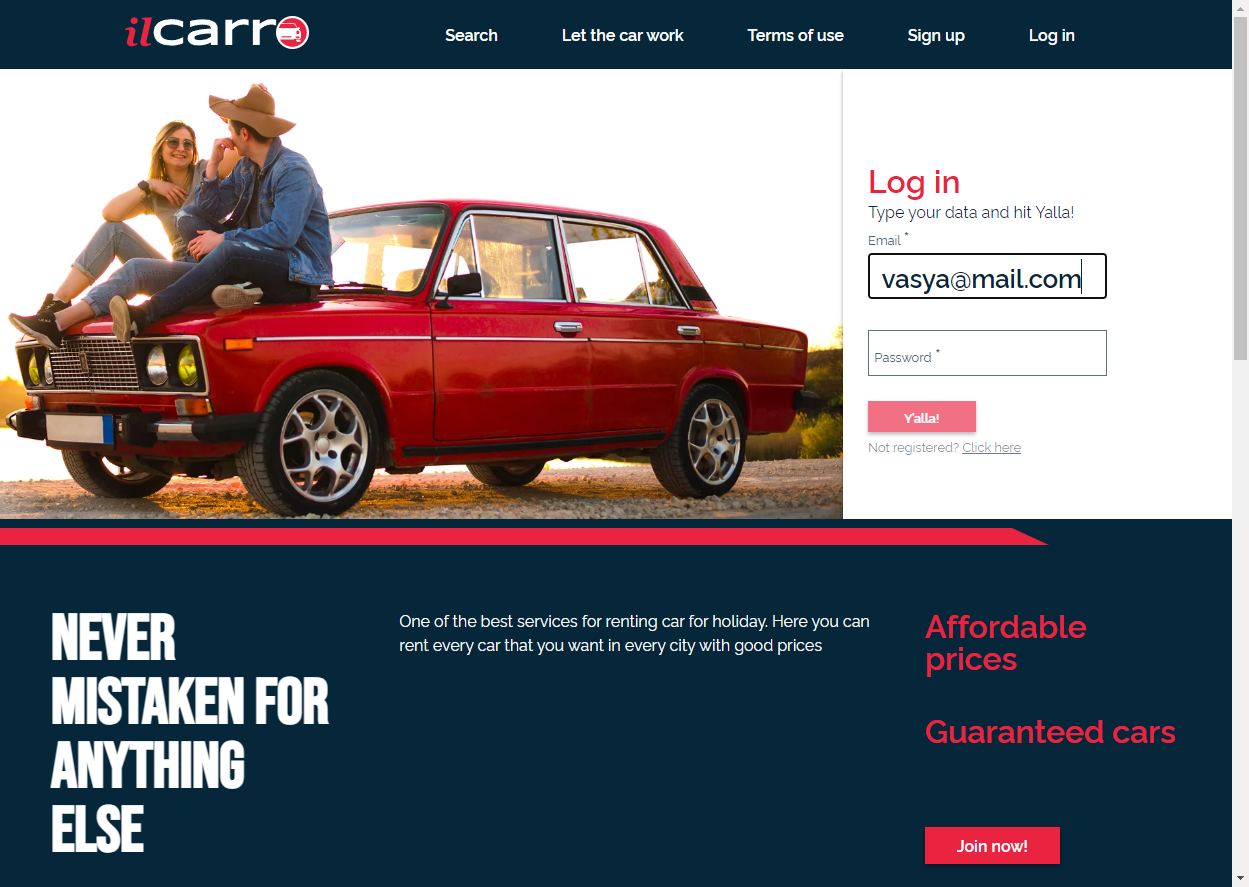 ilcarro
Search Let the car work Terms of use Sign up Log in
Log in
Type your data and hit Yalla!
Email *
vasya@mail.com
Password *
Y'alla!
Not registered? Click here
NEVER
MISTAKEN FOR
ANYTHING
ELSE
One of the best services for renting car for holiday. Here you can
rent every car that you want in every city with good prices
Affordable
prices
Guaranteed cars
Join now!